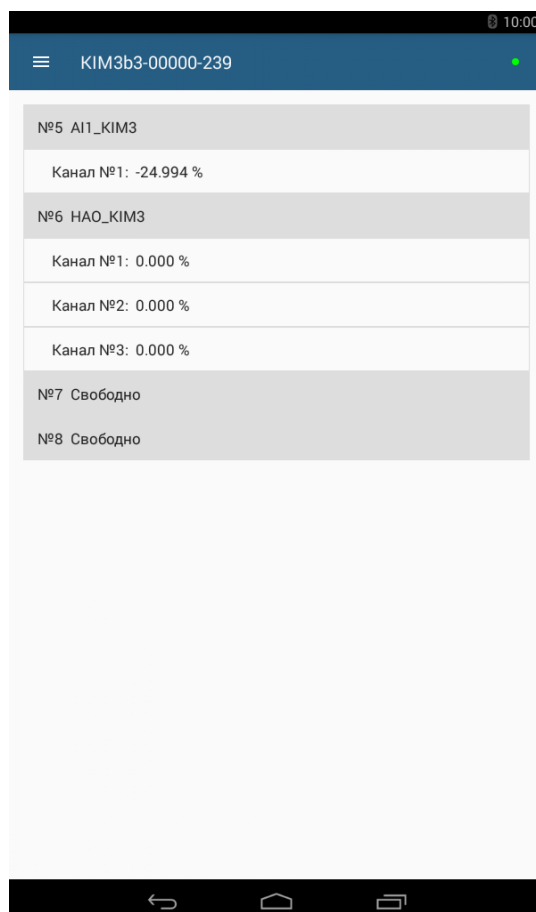 10:00
KIM3b3-00000-239
№5 AI1_KIM3
Канал №1: -24.994 %
№6 HAO_KIM3
Канал №1: 0.000 %
Канал №2: 0.000 %
Канал №3: 0.000 %
№7 Свободно
№8 Свободно